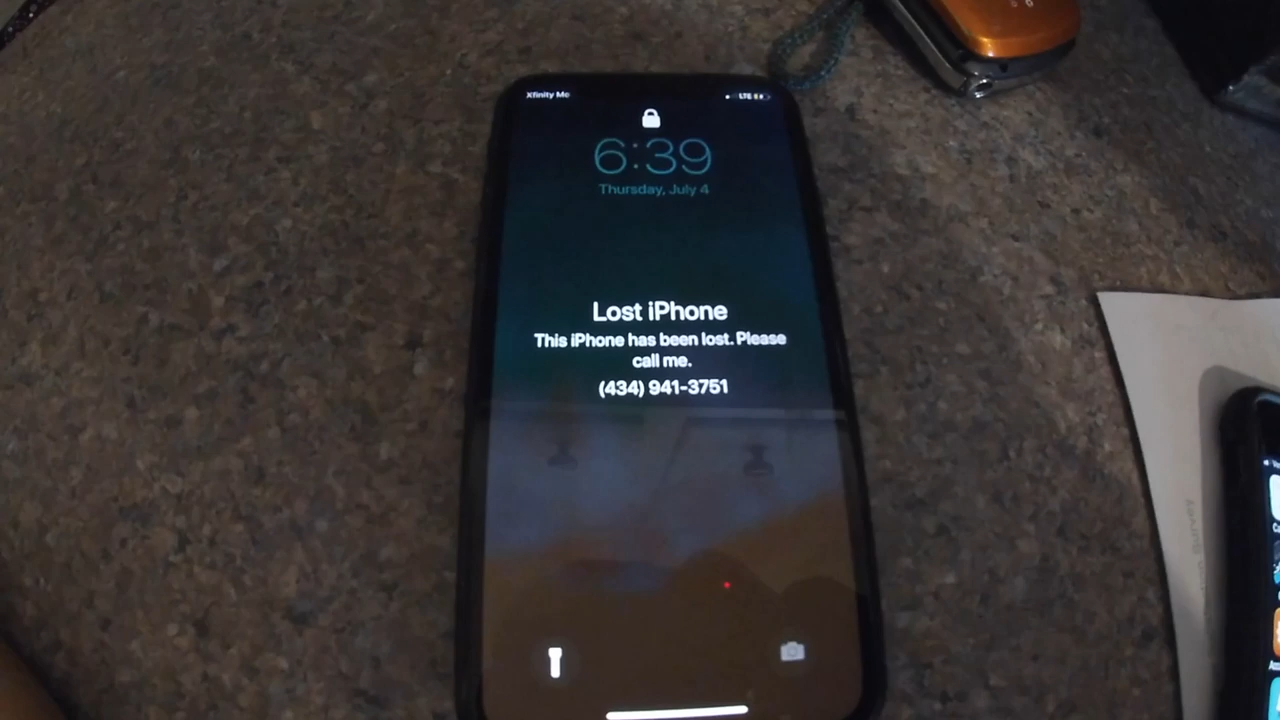 Xfinity Mo
LTE
6:39
Thursday, July 4
Lost iPhone
This iPhone has been lost. Please
call me.
(434) 941-3751